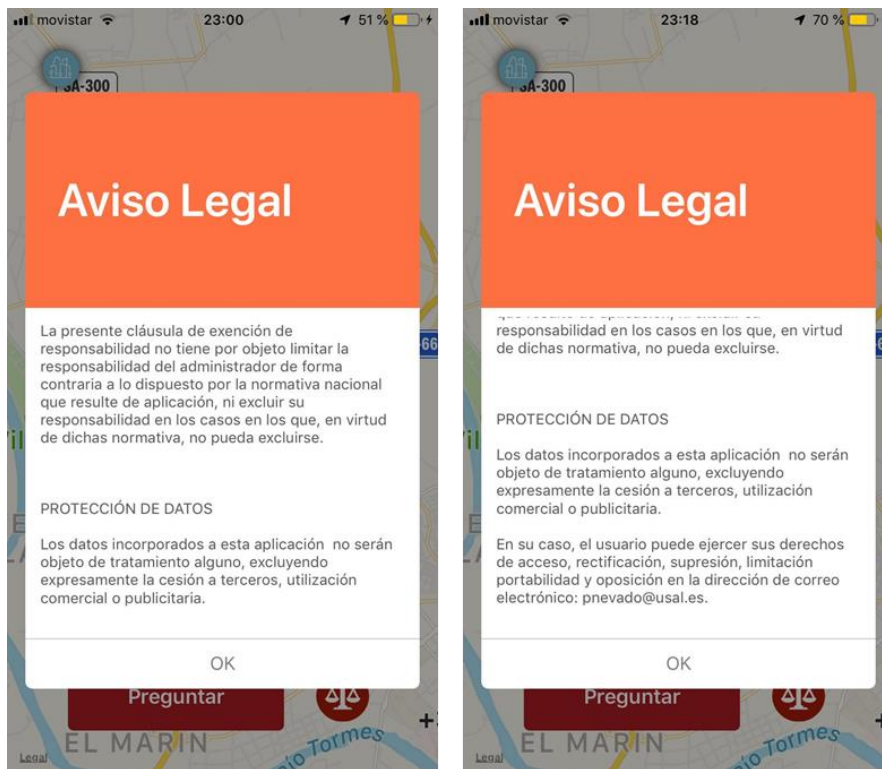 movistar 23:00 51 %
SA-300
Aviso Legal
La presente cláusula de exención de
responsabilidad no tiene por objeto limitar la
responsabilidad del administrador de forma
contraria a lo dispuesto por la normativa nacional
que resulte de aplicación, ni excluir su
responsabilidad en los casos en los que, en virtud
de dichas normativa, no pueda excluirse.
PROTECCIÓN DE DATOS
Los datos incorporados a esta aplicación no serán
objeto de tratamiento alguno, excluyendo
expresamente la cesión a terceros, utilización
comercial o publicitaria.
OK
Preguntar
EL MARIN
Tormes
Legal
movistar 23:18 70 %
SA-300
Aviso Legal
que resulte de aplicación, ni excluir su
responsabilidad en los casos en los que, en virtud
de dichas normativa, no pueda excluirse.
PROTECCIÓN DE DATOS
Los datos incorporados a esta aplicación no serán
objeto de tratamiento alguno, excluyendo
expresamente la cesión a terceros, utilización
comercial o publicitaria.
En su caso, el usuario puede ejercer sus derechos
de acceso, rectificación, supresión, limitación
portabilidad y oposición en la dirección de correo
electrónico: pnevado@usal.es.
OK
Preguntar
EL MARIN
Tormes
Legal